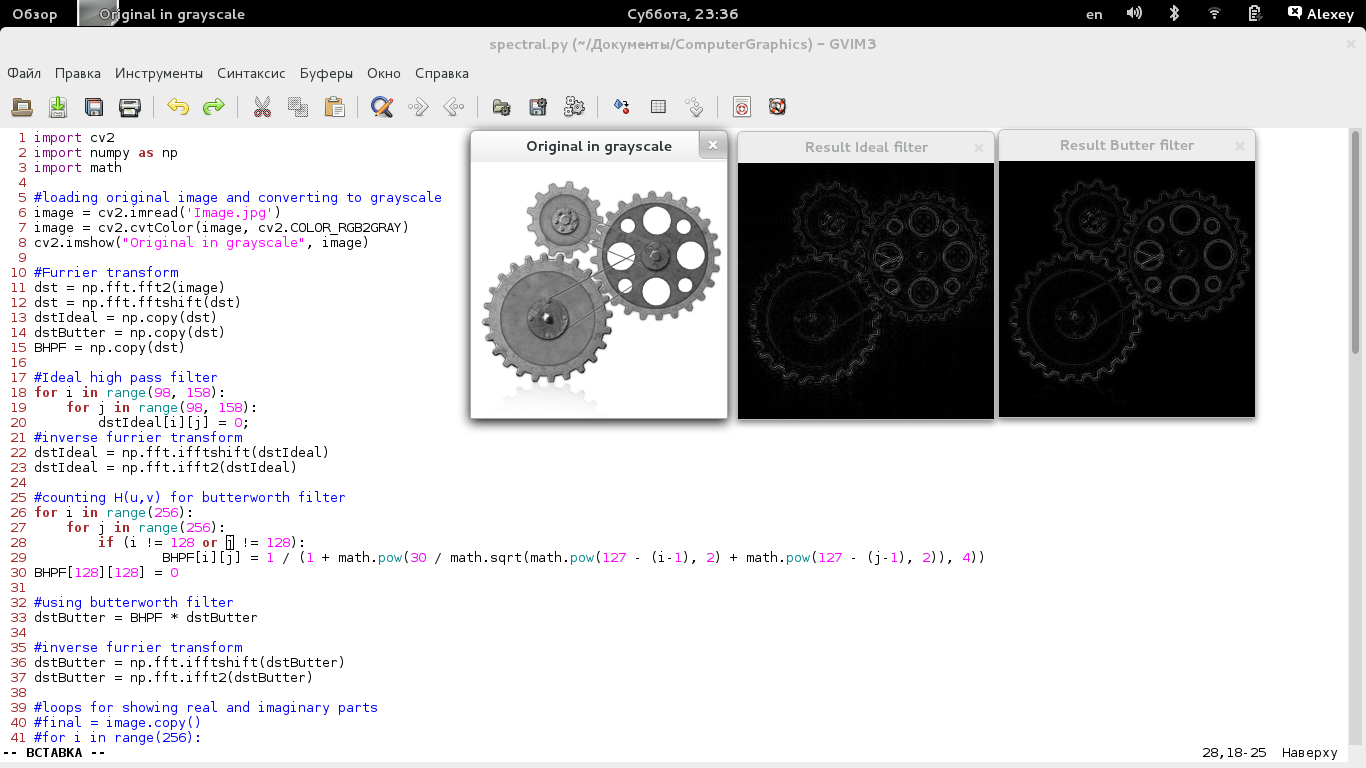 Обзор Original in grayscale Суббота, 23:36 en Alexey
spectral.py (~/Документы/ComputerGraphics) – GVIM3
Файл Правка Инструменты Синтаксис Буферы Окно Справка
Original in grayscale
Result Ideal filter
Result Butter filter
1 import cv2
2 import numpy as np
3 import math
4
5 #loading original image and converting to grayscale
6 image = cv2.imread('Image.jpg')
7 image = cv2.cvtColor(image, cv2.COLOR_RGB2GRAY)
8 cv2.imshow("Original in grayscale", image)
9
10 #Furrier transform
11 dst = np.fft.fft2(image)
12 dst = np.fft.fftshift(dst)
13 dstIdeal = np.copy(dst)
14 dstButter = np.copy(dst)
15 BHPF = np.copy(dst)
16
17 #Ideal high pass filter
18 for i in range(98, 158):
19     for j in range(98, 158):
20         dstIdeal[i][j] = 0;
21 #inverse furrier transform
22 dstIdeal = np.fft.ifftshift(dstIdeal)
23 dstIdeal = np.fft.ifft2(dstIdeal)
24
25 #counting H(u,v) for butterworth filter
26 for i in range(256):
27     for j in range(256):
28         if (i != 128 or j != 128):
29                 BHPF[i][j] = 1 / (1 + math.pow(30 / math.sqrt(math.pow(127 - (i-1), 2) + math.pow(127 - (j-1), 2)), 4))
30 BHPF[128][128] = 0
31
32 #using butterworth filter
33 dstButter = BHPF * dstButter
34
35 #inverse furrier transform
36 dstButter = np.fft.ifftshift(dstButter)
37 dstButter = np.fft.ifft2(dstButter)
38
39 #loops for showing real and imaginary parts
40 #final = image.copy()
41 #for i in range(256):
-- ВСТАВКА -- 28,18-25 Наверху